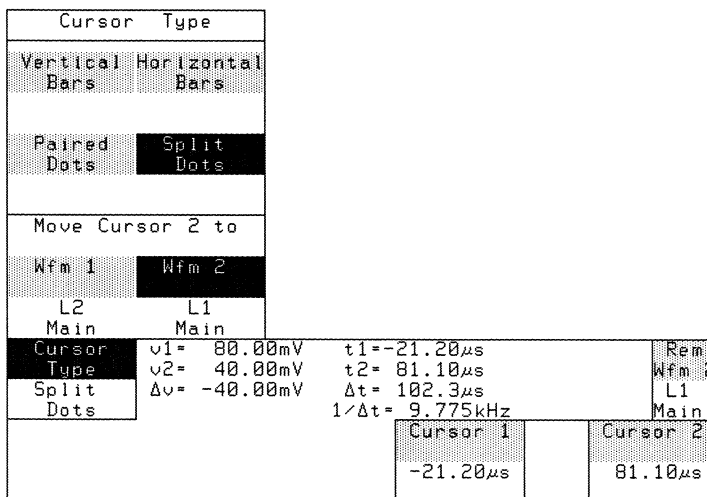 Cursor Type
Vertical Horizontal
Bars Bars
Paired Split
Dots Dots
Move Cursor 2 to
Wfm 1 Wfm 2
L2 L1
Main Main
Cursor Type
Split Dots
v1= 80.00mV t1=-21.20µs
v2= 40.00mV t2= 81.10µs
Δv= -40.00mV Δt= 102.3µs
1/Δt= 9.775kHz
Rem
Wfm 2
L1
Main
Cursor 1
-21.20µs
Cursor 2
81.10µs